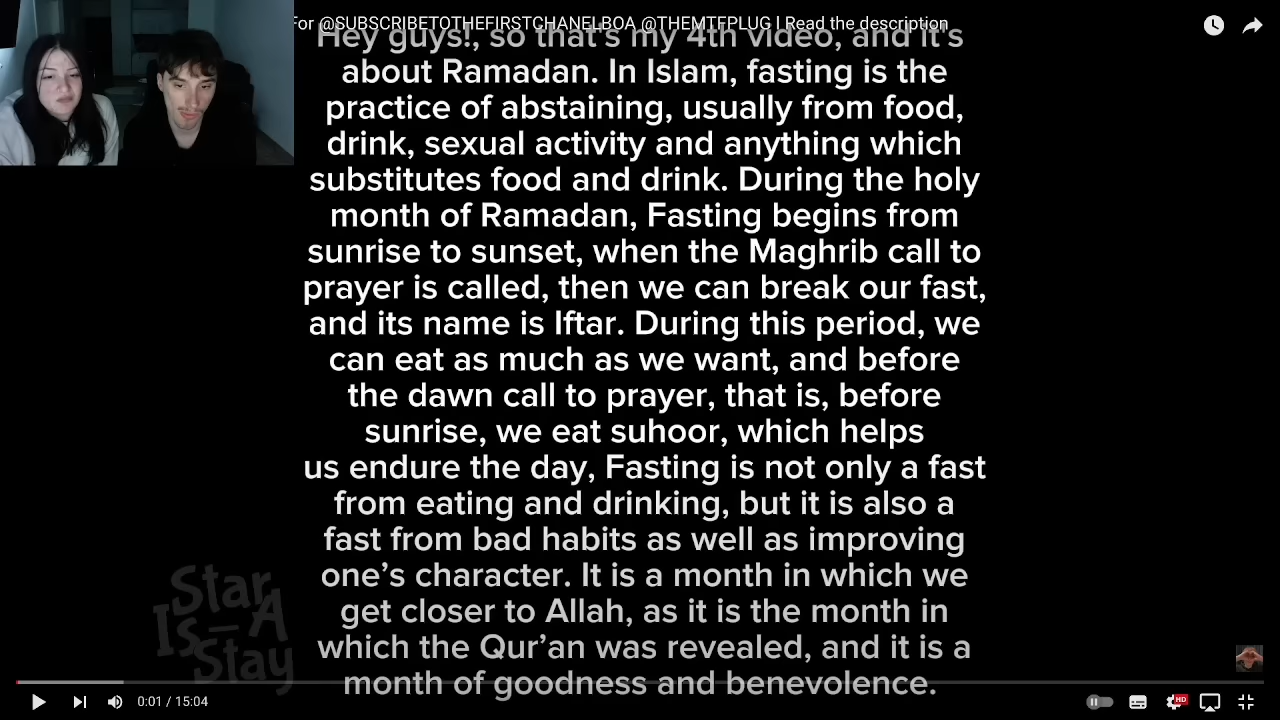 For @SUBSCRIBET0THEFIRSTCHANELBOA @THEMTFPLUG | Read the description
Hey guys!, so that's my 4th video, and it's
about Ramadan. In Islam, fasting is the
practice of abstaining, usually from food,
drink, sexual activity and anything which
substitutes food and drink. During the holy
month of Ramadan, Fasting begins from
sunrise to sunset, when the Maghrib call to
prayer is called, then we can break our fast,
and its name is Iftar. During this period, we
can eat as much as we want, and before
the dawn call to prayer, that is, before
sunrise, we eat suhoor, which helps
us endure the day, Fasting is not only a fast
from eating and drinking, but it is also a
fast from bad habits as well as improving
one’s character. It is a month in which we
get closer to Allah, as it is the month in
which the Qur’an was revealed, and it is a
month of goodness and benevolence.
Star
Is_A
Stay
0:01 / 15:04
HD